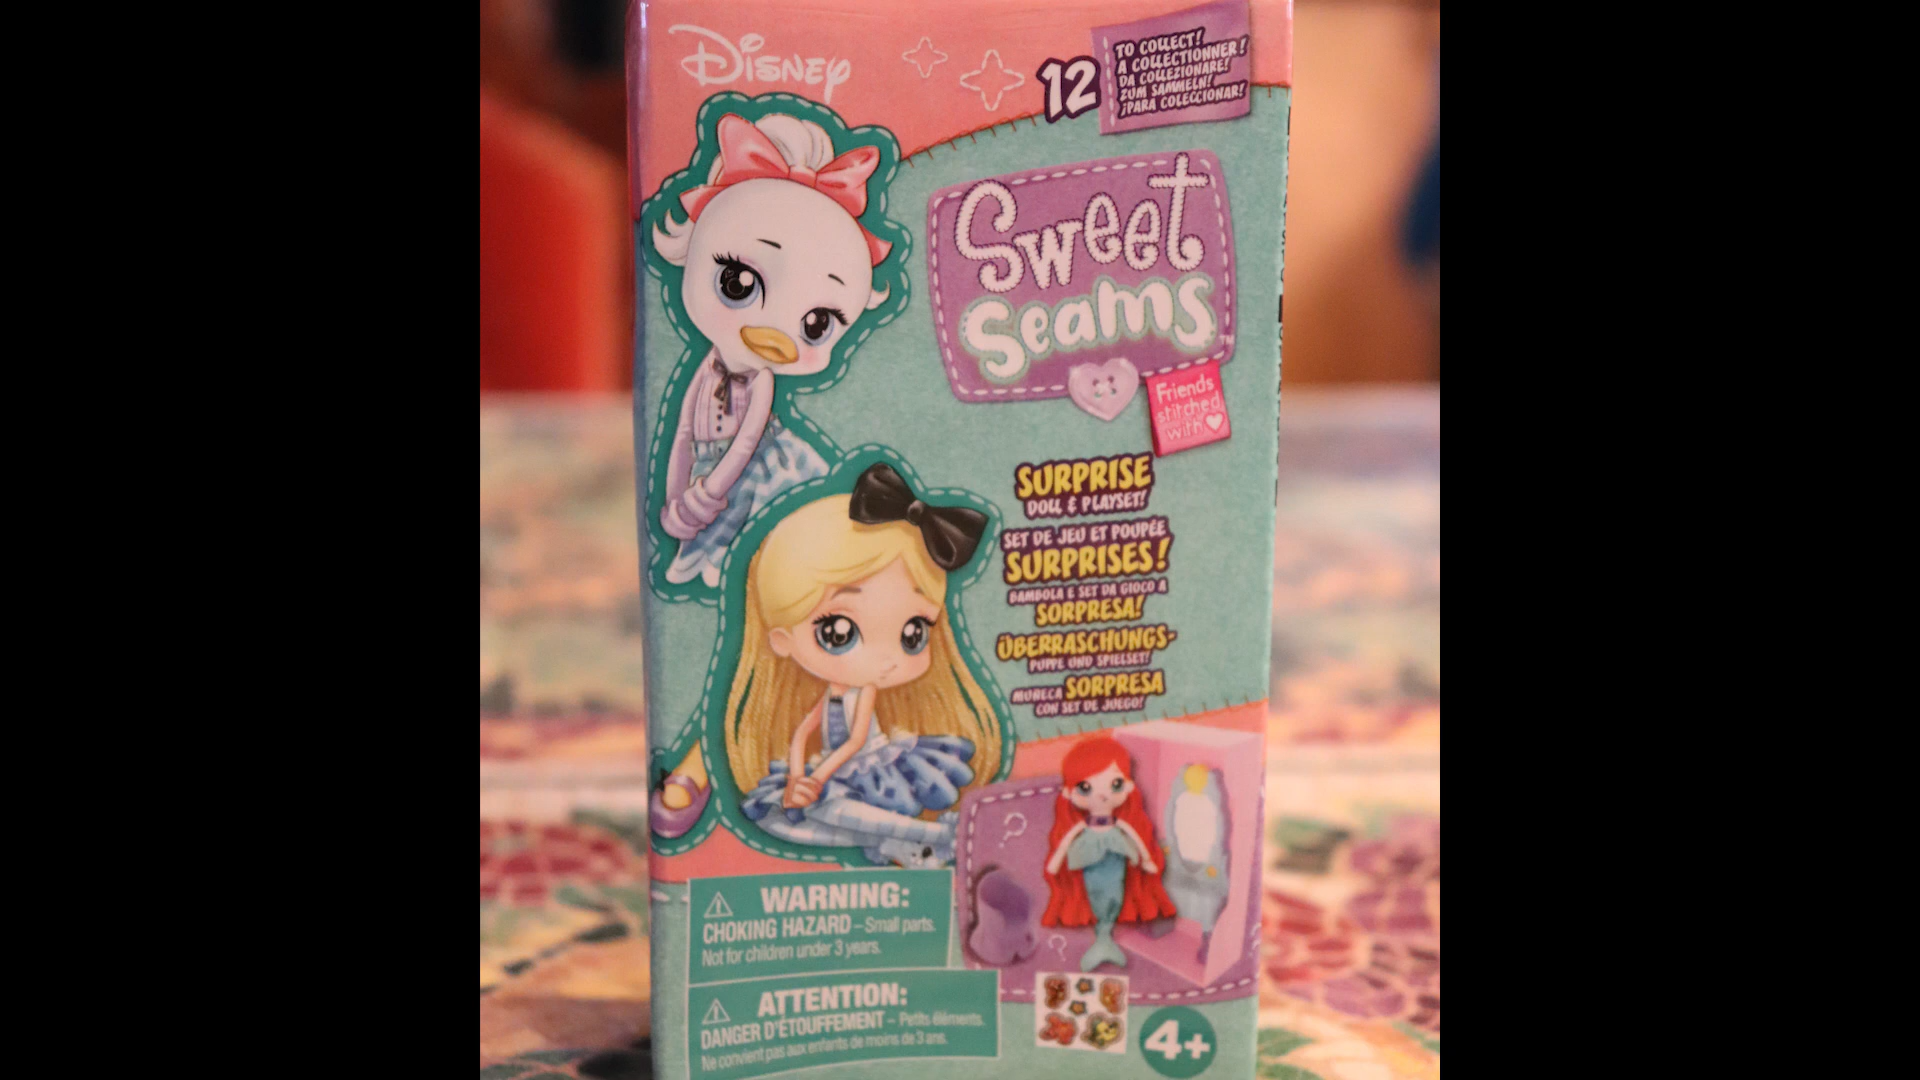 Disney
12
TO COLLECT!
À COLLECTIONNER!
DA COLLEZIONARE!
ZUM SAMMELN!
¡PARA COLECCIONAR!
Sweet
Seams™
Friends
stitched
with
SURPRISE
DOLL & PLAYSET!
SET DE JEU ET POUPÉE
SURPRISES!
BAMBOLA E SET DA GIOCO A
SORPRESA!
ÜBERRASCHUNGS-
PUPPE UND SPIELSET!
MUÑECA SORPRESA
CON SET DE JUEGO!
?
?
WARNING:
CHOKING HAZARD – Small parts.
Not for children under 3 years.
ATTENTION:
DANGER D'ÉTOUFFEMENT – Petits éléments.
Ne convient pas aux enfants de moins de 3 ans.
4+